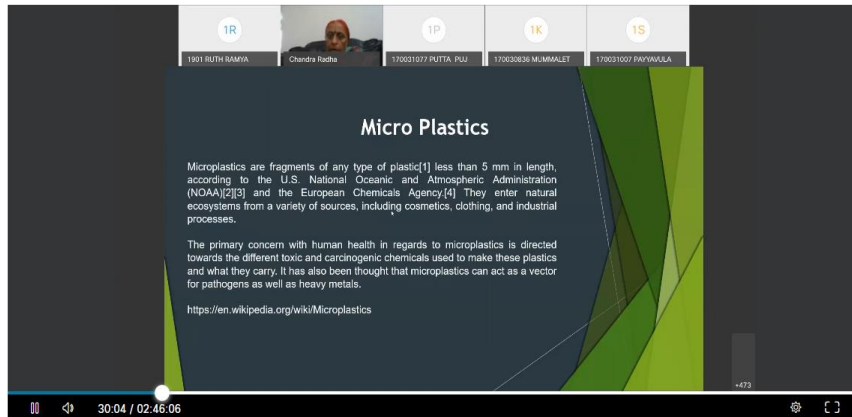 1R
1P
1K
1S
1901 RUTH RAMYA
Chandra Radha
170031077 PUTTA PUJ
170030836 MUMMALET
170031007 PAYYAVULA
Micro Plastics
Microplastics are fragments of any type of plastic[1] less than 5 mm in length,
according to the U.S. National Oceanic and Atmospheric Administration
(NOAA)[2][3] and the European Chemicals Agency.[4] They enter natural
ecosystems from a variety of sources, including cosmetics, clothing, and industrial
processes.
The primary concern with human health in regards to microplastics is directed
towards the different toxic and carcinogenic chemicals used to make these plastics
and what they carry. It has also been thought that microplastics can act as a vector
for pathogens as well as heavy metals.
https://en.wikipedia.org/wiki/Microplastics
+473
30:04 / 02:46:06